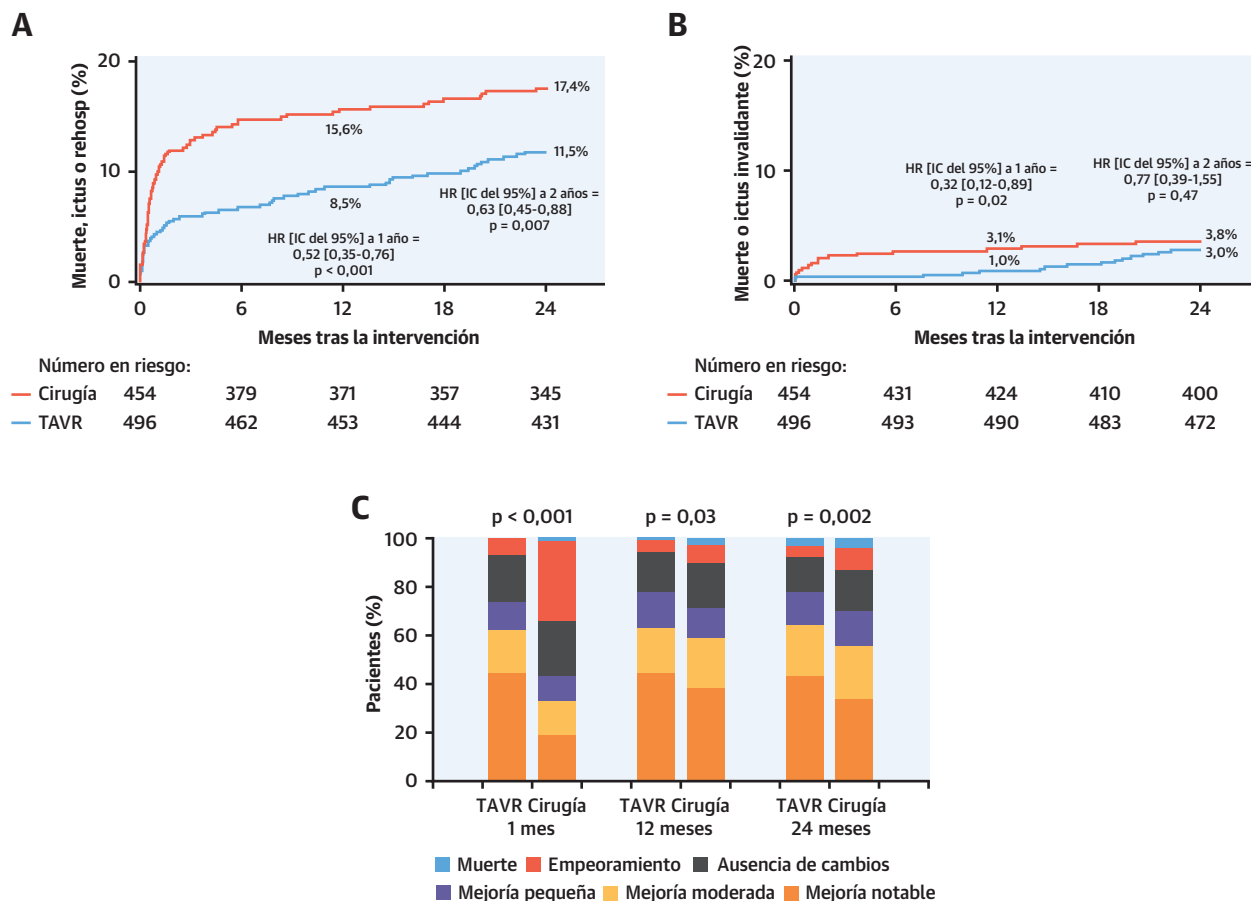 A
Muerte, ictus o rehosp (%)
20
10
0
17,4%
15,6%
11,5%
8,5%
HR [IC del 95%] a 2 años =
0,63 [0,45-0,88]
p = 0,007
HR [IC del 95%] a 1 año =
0,52 [0,35-0,76]
p < 0,001
0 6 12 18 24
Meses tras la intervención
Número en riesgo:
Cirugía 454 379 371 357 345
TAVR 496 462 453 444 431
B
Muerte o ictus invalidante (%)
20
10
0
HR [IC del 95%] a 1 año =
0,32 [0,12-0,89]
p = 0,02
HR [IC del 95%] a 2 años =
0,77 [0,39-1,55]
p = 0,47
3,1%
1,0%
3,8%
3,0%
0 6 12 18 24
Meses tras la intervención
Número en riesgo:
Cirugía 454 431 424 410 400
TAVR 496 493 490 483 472
C
p < 0,001 p = 0,03 p = 0,002
Pacientes (%)
100
80
60
40
20
0
TAVR Cirugía TAVR Cirugía TAVR Cirugía
1 mes 12 meses 24 meses
Muerte Empeoramiento Ausencia de cambios
Mejoría pequeña Mejoría moderada Mejoría notable